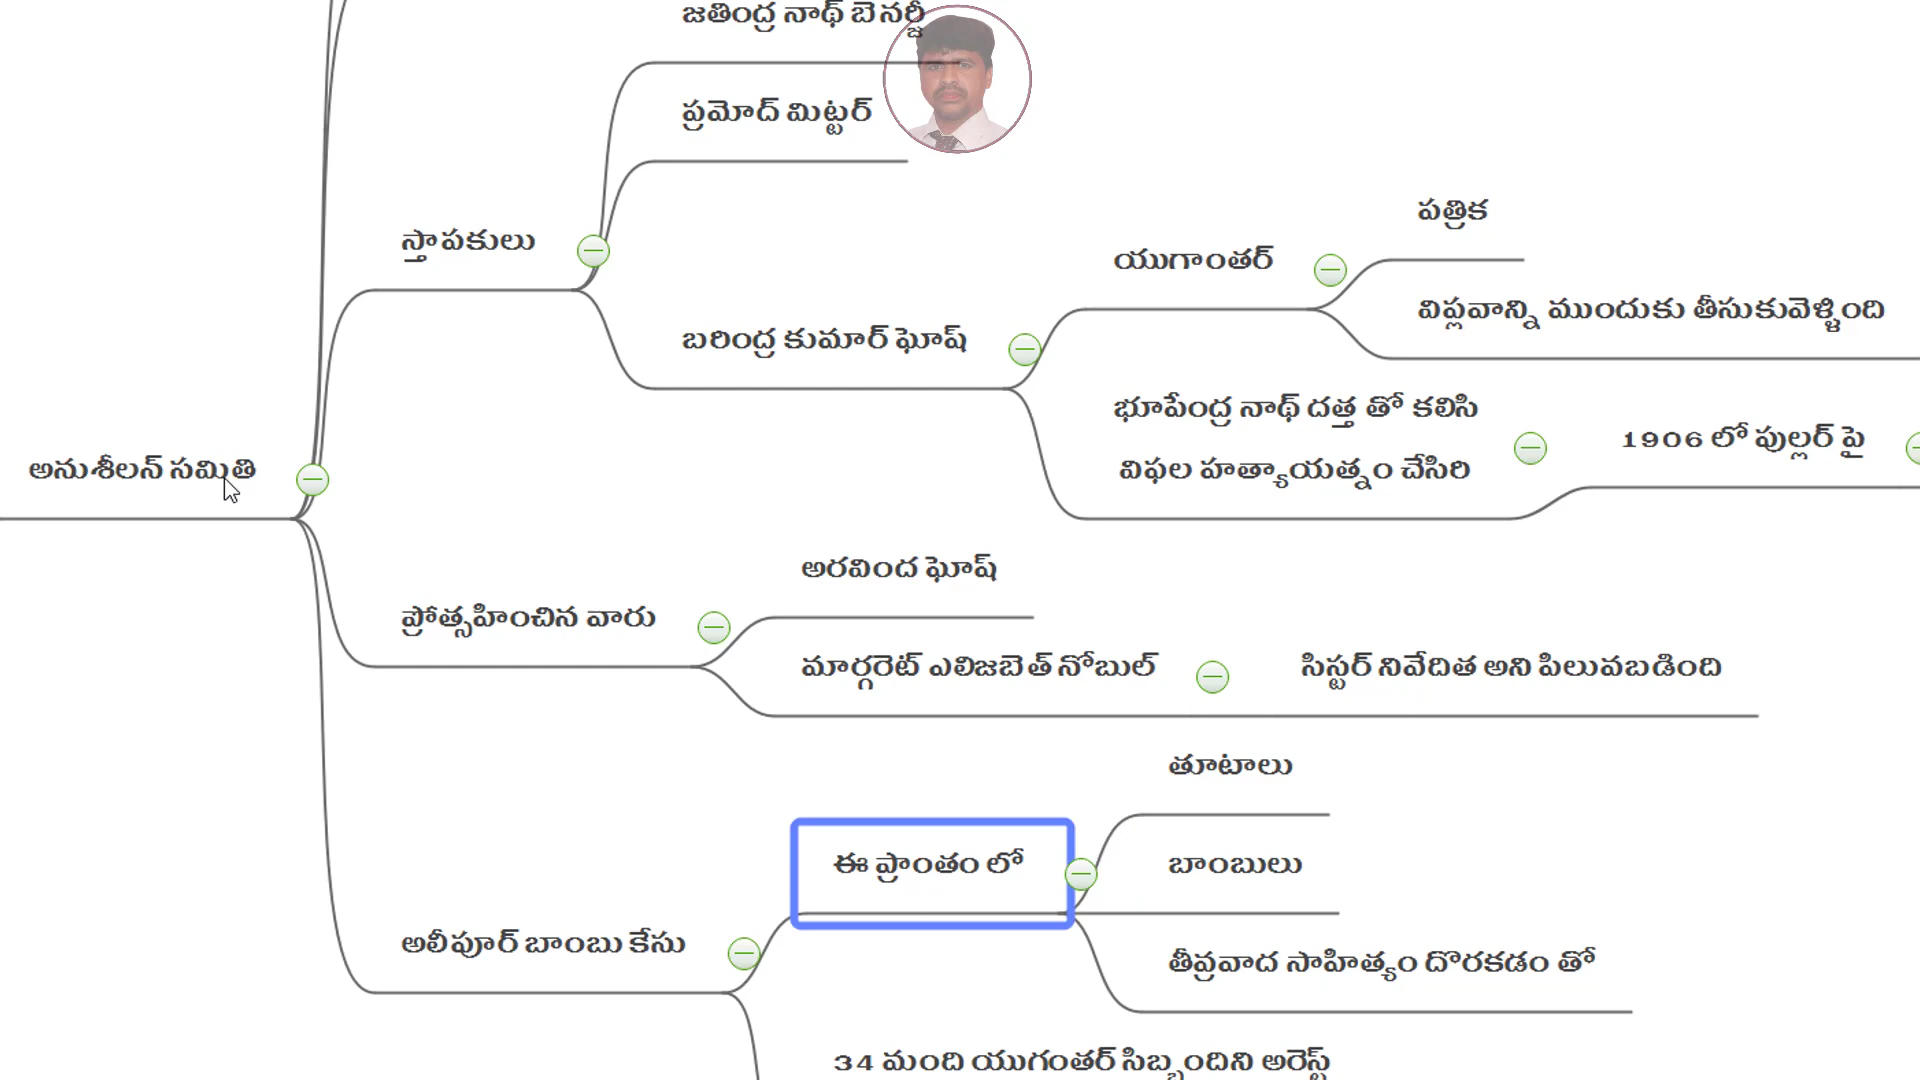 జతింద్ర నాథ్ బెనర్జీ
ప్రమోద్ మిట్టర్
స్తాపకులు
బరింద్ర కుమార్ ఘోష్
యుగాంతర్
పత్రిక
విప్లవాన్ని ముందుకు తీసుకువెళ్ళింది
భూపేంద్ర నాథ్ దత్త తో కలిసి
విఫల హత్యాయత్నం చేసిరి
1906 లో ఫుల్లర్ పై
అనుశీలన్ సమితి
ప్రోత్సహించిన వారు
అరవింద ఘోష్
మార్గరెట్ ఎలిజబెత్ నోబుల్
సిస్టర్ నివేదిత అని పిలువబడింది
అలీపూర్ బాంబు కేసు
ఈ ప్రాంతం లో
తూటాలు
బాంబులు
తీవ్రవాద సాహిత్యం దొరకడం తో
34 మంది యుగంతర్ సిబ్బందిని అరెస్ట్